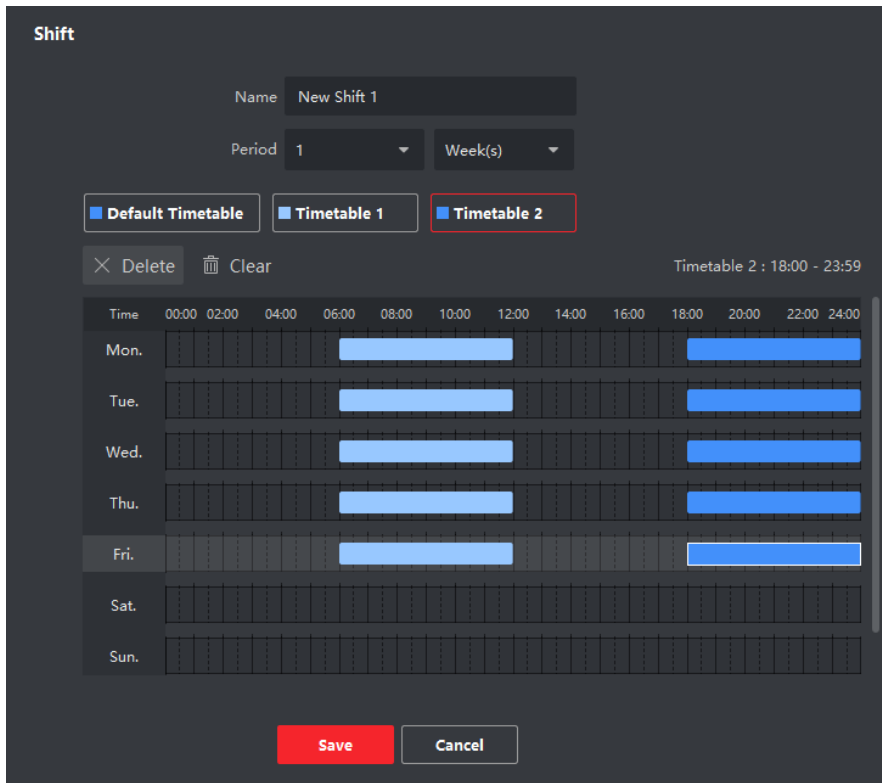 Shift
Name New Shift 1
Period 1 Week(s)
Default Timetable Timetable 1 Timetable 2
Delete Clear Timetable 2 : 18:00 - 23:59
Time 00:00 02:00 04:00 06:00 08:00 10:00 12:00 14:00 16:00 18:00 20:00 22:00 24:00
Mon.
Tue.
Wed.
Thu.
Fri.
Sat.
Sun.
Save Cancel